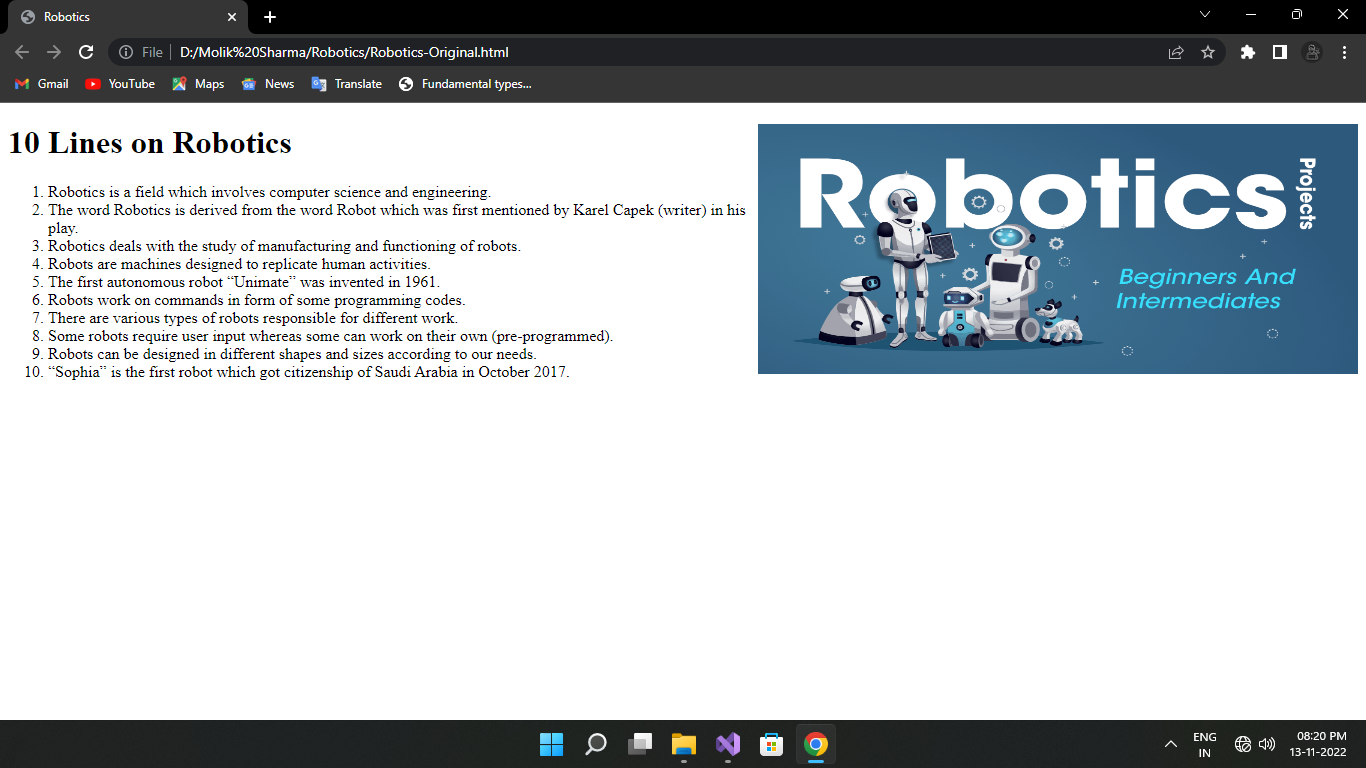 Robotics
File
D:/Molik%20Sharma/Robotics/Robotics-Original.html
Gmail
YouTube
Maps
News
Translate
Fundamental types...
10 Lines on Robotics
1. Robotics is a field which involves computer science and engineering.
2. The word Robotics is derived from the word Robot which was first mentioned by Karel Capek (writer) in his
play.
3. Robotics deals with the study of manufacturing and functioning of robots.
4. Robots are machines designed to replicate human activities.
5. The first autonomous robot “Unimate” was invented in 1961.
6. Robots work on commands in form of some programming codes.
7. There are various types of robots responsible for different work.
8. Some robots require user input whereas some can work on their own (pre-programmed).
9. Robots can be designed in different shapes and sizes according to our needs.
10. “Sophia” is the first robot which got citizenship of Saudi Arabia in October 2017.
Robotics
Projects
Beginners And
Intermediates
ENG
IN
08:20 PM
13-11-2022